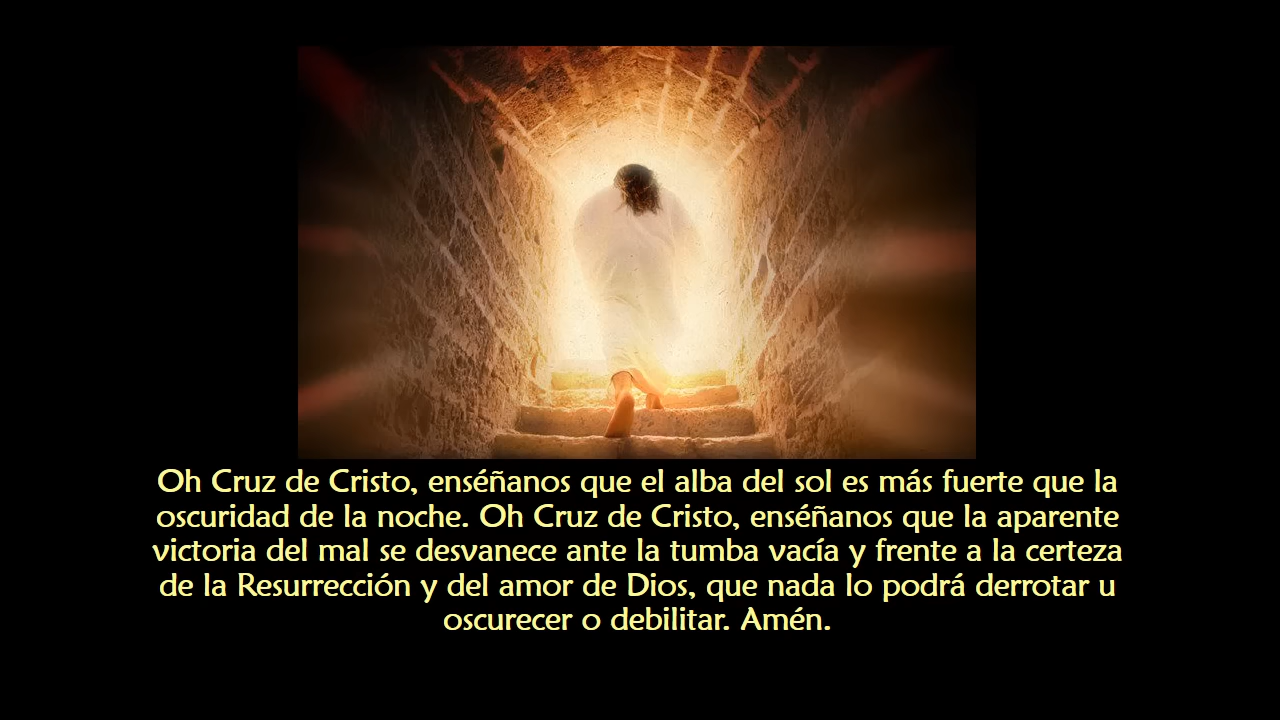 Oh Cruz de Cristo, enséñanos que el alba del sol es más fuerte que la
oscuridad de la noche. Oh Cruz de Cristo, enséñanos que la aparente
victoria del mal se desvanece ante la tumba vacía y frente a la certeza
de la Resurrección y del amor de Dios, que nada lo podrá derrotar u
oscurecer o debilitar. Amén.